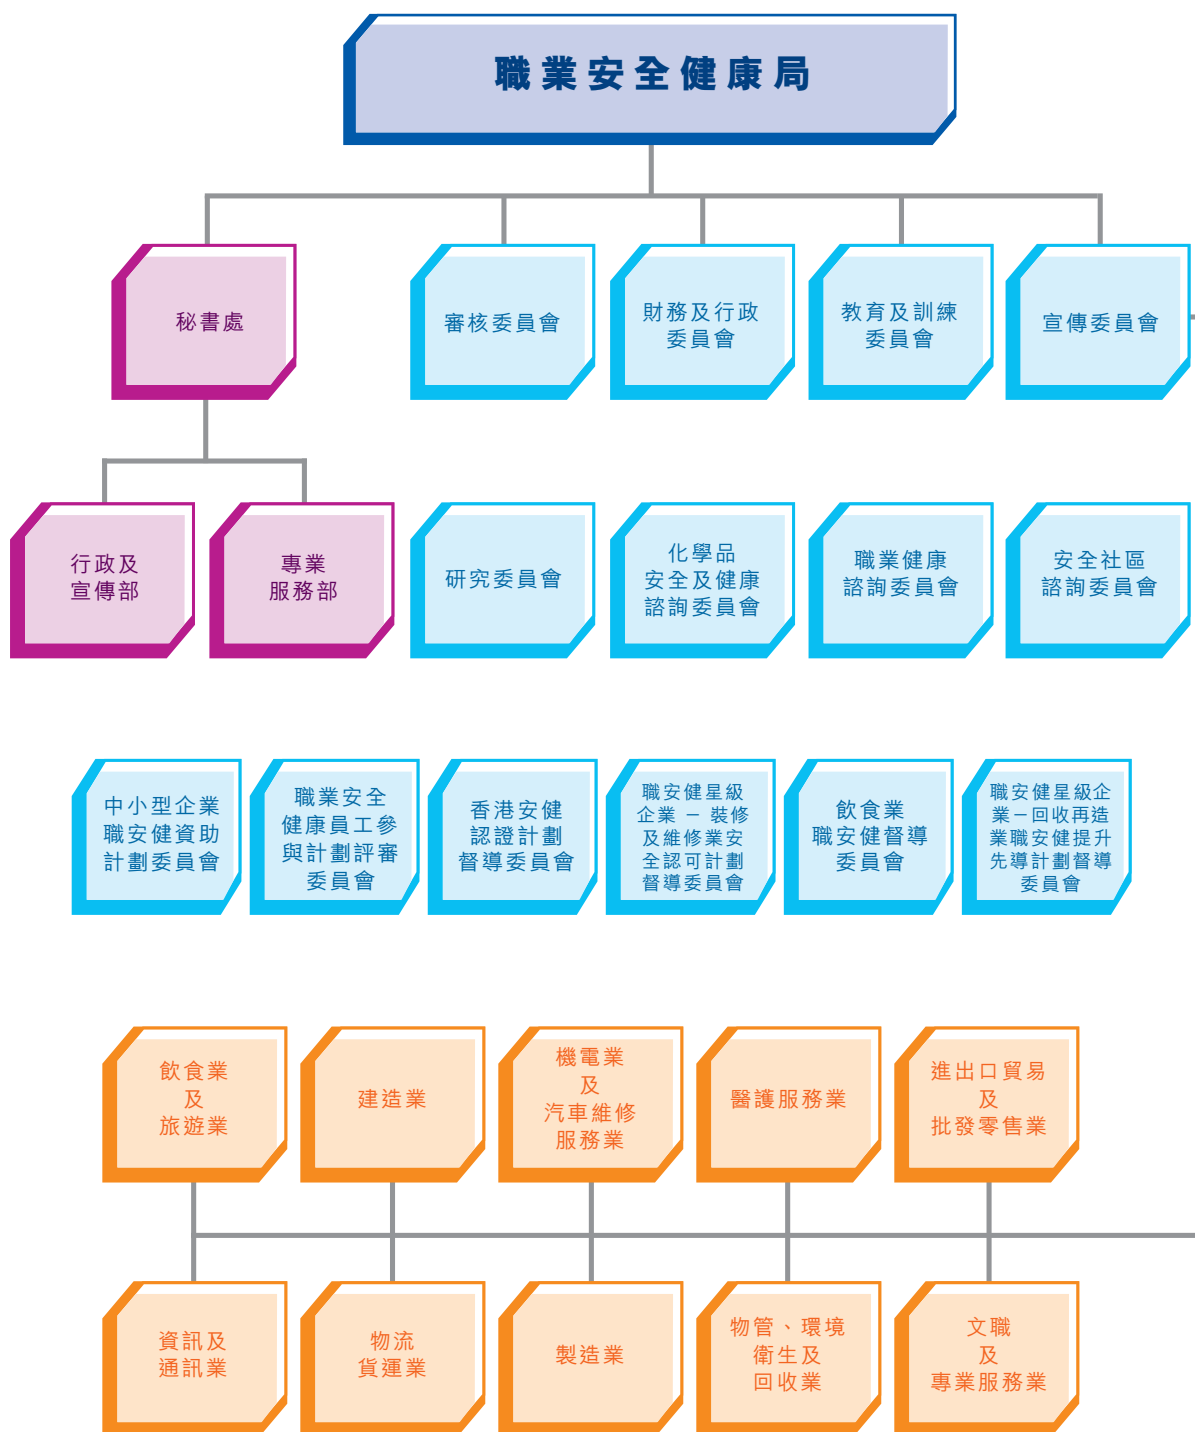 職業安全健康局
秘書處
審核委員會
財務及行政
委員會
教育及訓練
委員會
宣傳委員會
行政及
宣傳部
專業
服務部
研究委員會
化學品
安全及健康
諮詢委員會
職業健康
諮詢委員會
安全社區
諮詢委員會
中小型企業
職安健資助
計劃委員會
職業安全
健康員工參
與計劃評審
委員會
香港安健
認證計劃
督導委員會
職安健星級
企業 – 裝修
及維修業安
全認可計劃
督導委員會
飲食業
職安健督導
委員會
職安健星級企
業–回收再造
業職安健提升
先導計劃督導
委員會
飲食業
及
旅遊業
建造業
機電業
及
汽車維修
服務業
醫護服務業
進出口貿易
及
批發零售業
資訊及
通訊業
物流
貨運業
製造業
物管、環境
衛生及
回收業
文職
及
專業服務業